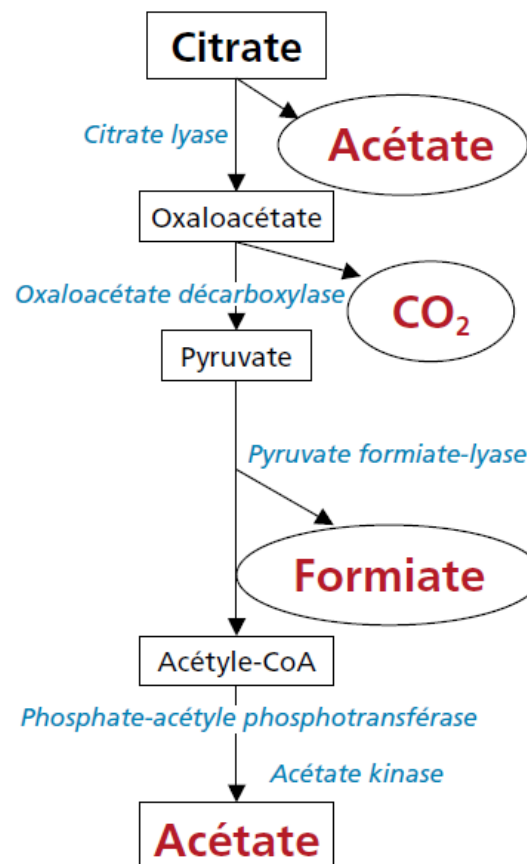 Citrate
Citrate lyase
Acétate
Oxaloacétate
Oxaloacétate décarboxylase
CO₂
Pyruvate
Pyruvate formiate-lyase
Formiate
Acétyle-CoA
Phosphate-acétyle phosphotransférase
Acétate kinase
Acétate